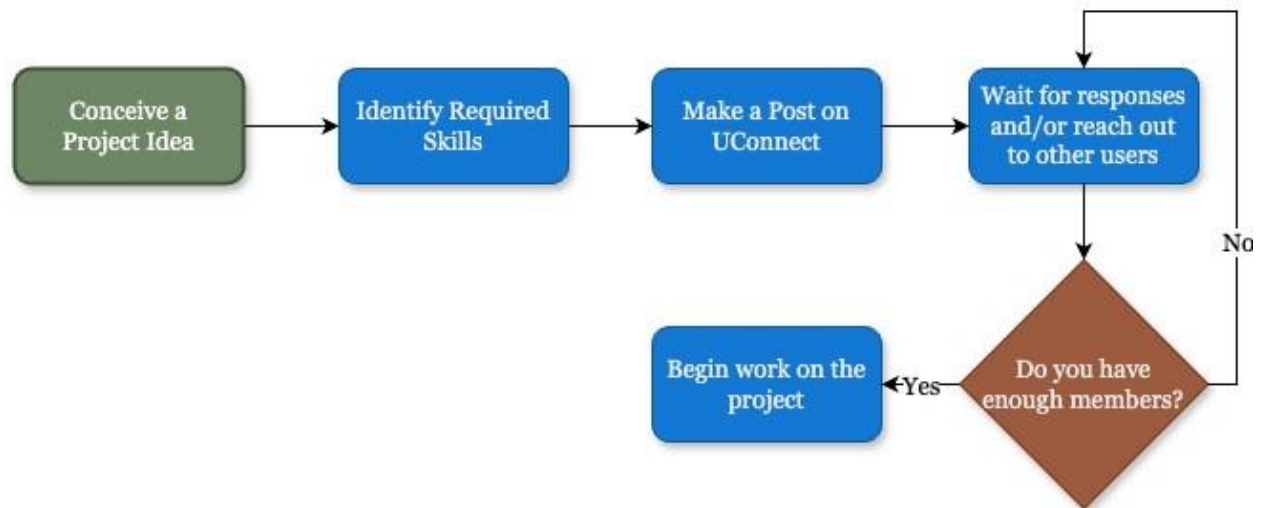 Conceive a
Project Idea
Identify Required
Skills
Make a Post on
UConnect
Wait for responses
and/or reach out
to other users
No
Do you have
enough members?
Yes
Begin work on the
project